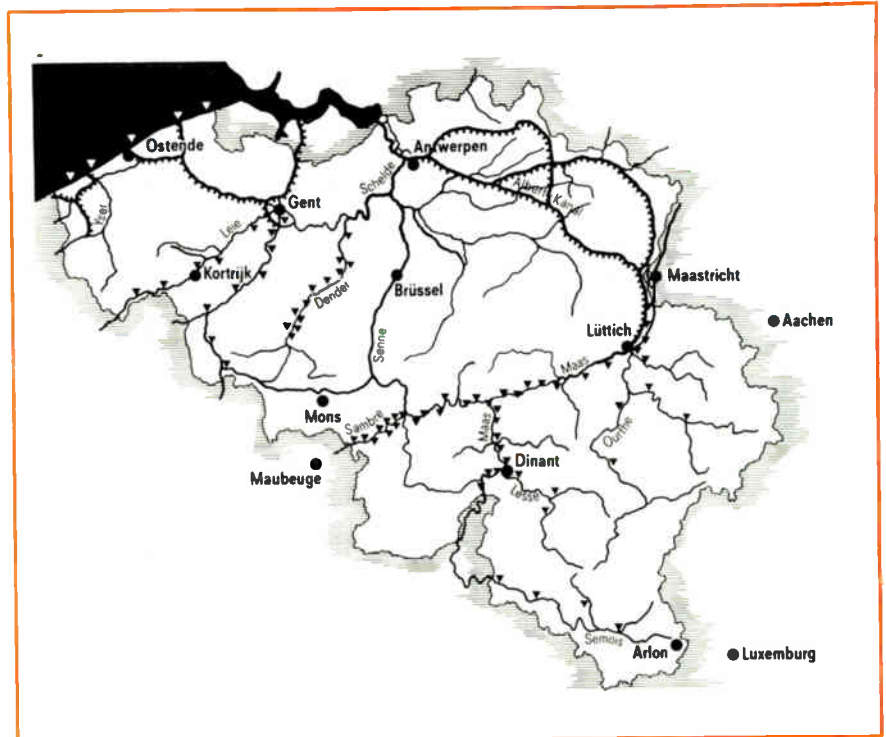 Ostende
Antwerpen
Schelde
Albert Kanal
Gent
Yser
Leie
Kortrijk
Dender
Brüssel
Maastricht
Aachen
Lüttich
Senne
Maas
Mons
Sambre
Maas
Ourthe
Maubeuge
Dinant
Lesse
Semois
Arlon
Luxemburg